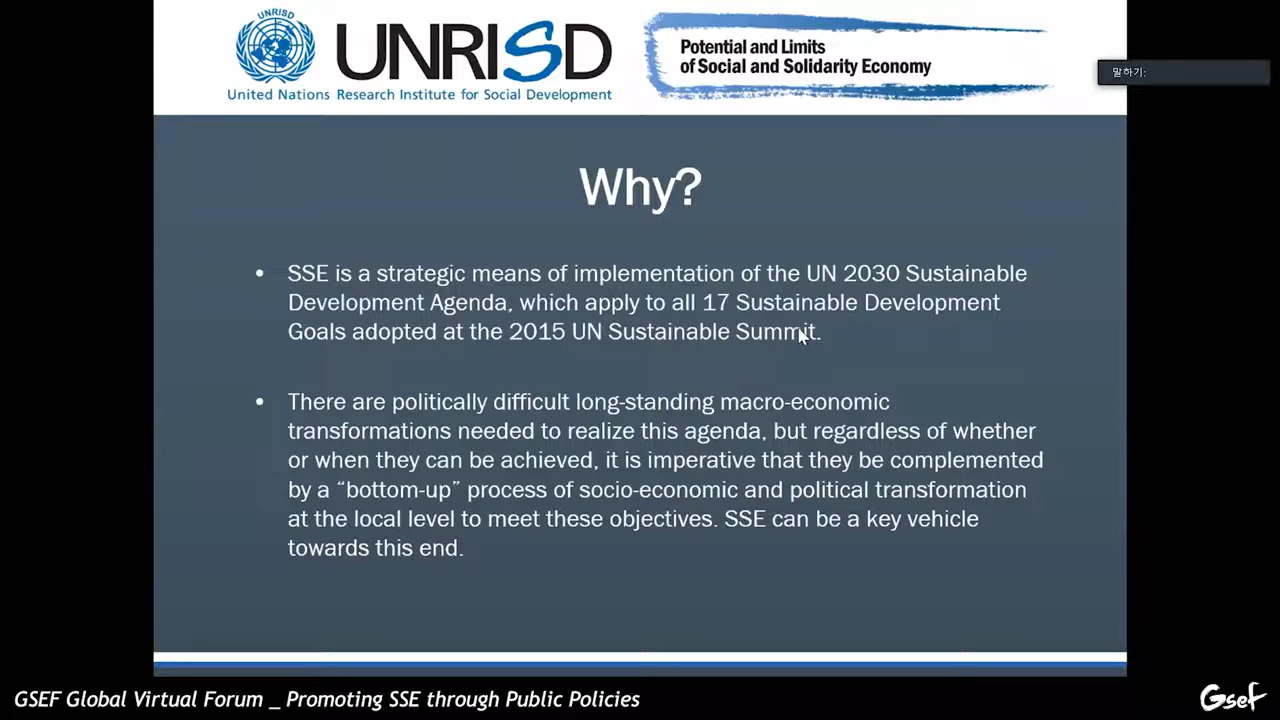 UNRISD
UNRISD
United Nations Research Institute for Social Development
Potential and Limits
of Social and Solidarity Economy
말하기:
Why?
• SSE is a strategic means of implementation of the UN 2030 Sustainable
Development Agenda, which apply to all 17 Sustainable Development
Goals adopted at the 2015 UN Sustainable Summit.
• There are politically difficult long-standing macro-economic
transformations needed to realize this agenda, but regardless of whether
or when they can be achieved, it is imperative that they be complemented
by a “bottom-up” process of socio-economic and political transformation
at the local level to meet these objectives. SSE can be a key vehicle
towards this end.
GSEF Global Virtual Forum _ Promoting SSE through Public Policies
Gsef